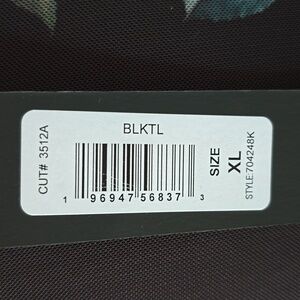 CUT# 3512A
BLKTL
1 96947 56837 3
SIZE
XL
STYLE:704248K